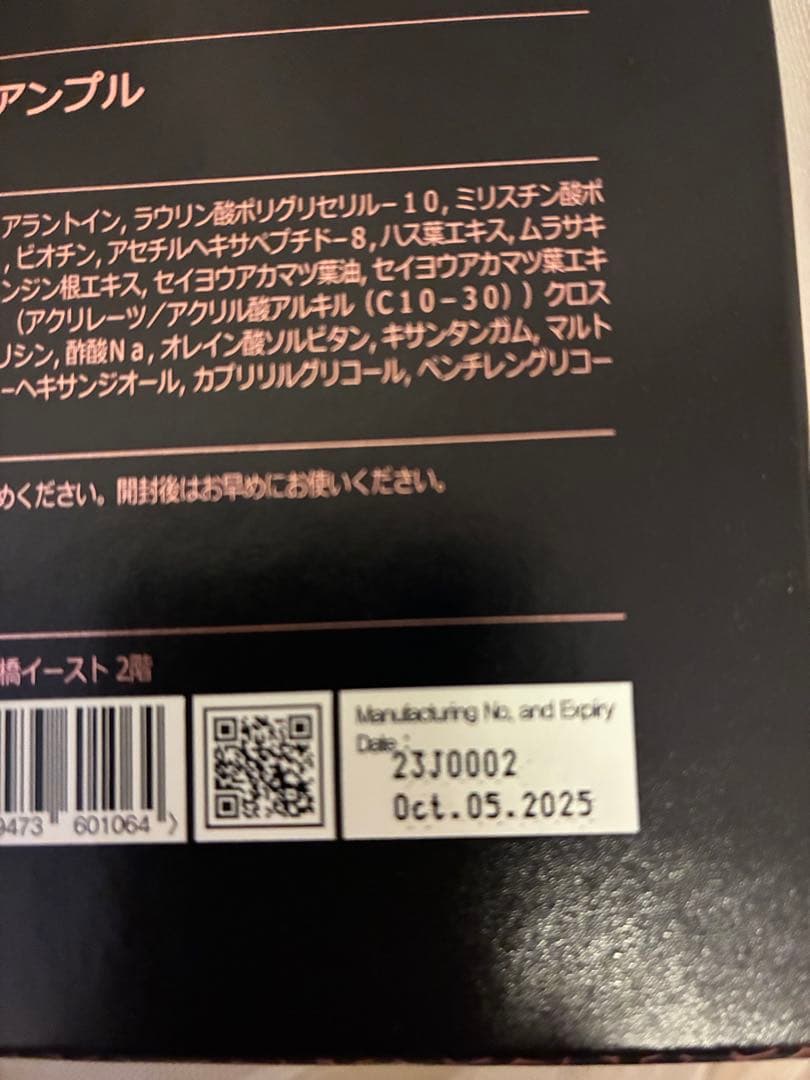 アンプル
アラントイン, ラウリン酸ポリグリセリル-10, ミリスチン酸ポ
, ビオチン, アセチルヘキサペプチド-8, ハス葉エキス, ムラサキ
ンジン根エキス, セイヨウアカマツ葉油, セイヨウアカマツ葉エキ
(アクリレーツ/アクリル酸アルキル (C10-30)) クロス
リシン, 酢酸Na, オレイン酸ソルビタン, キサンタンガム, マルト
ーヘキサンジオール, カプリリルグリコール, ペンチレングリコー
めください。開封後はお早めにお使いください。
橋イースト 2階
9473 601064 >
Manufacturing No, and Expiry
Date :
23J0002
Oct.05.2025